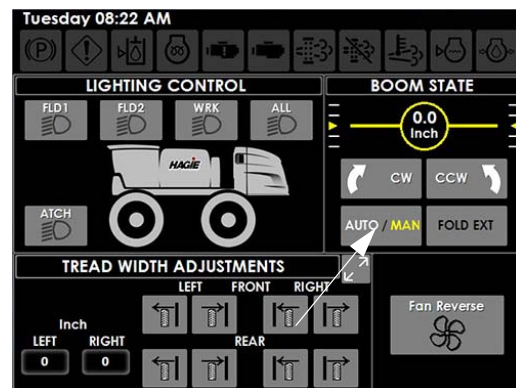 Tuesday 08:22 AM
LIGHTING CONTROL
FLD1 FLD2 WRK ALL
HAGIE
ATCH
BOOM STATE
0.0
Inch
CW CCW
AUTO / MAN FOLD EXT
TREAD WIDTH ADJUSTMENTS
LEFT FRONT RIGHT
Inch
LEFT RIGHT
0 0
REAR
Fan Reverse